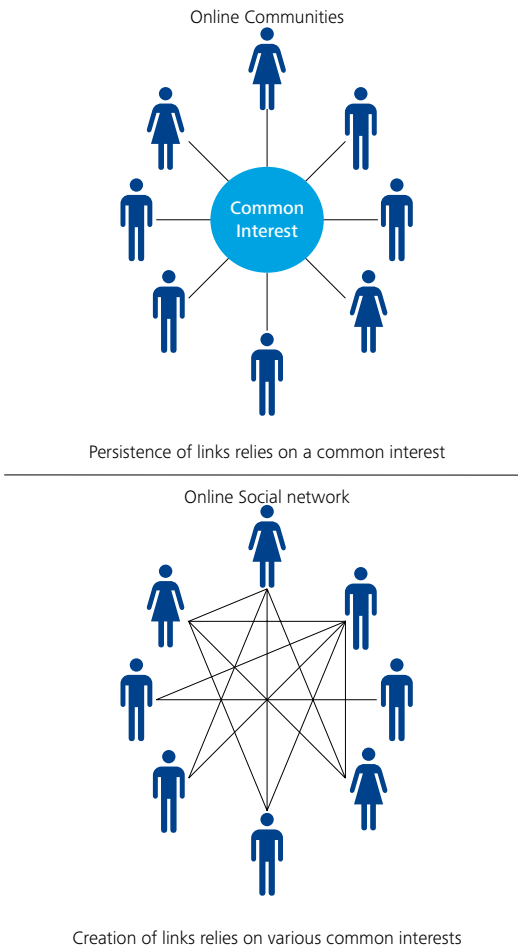 Online Communities
Common
Interest
Persistence of links relies on a common interest
Online Social network
Creation of links relies on various common interests